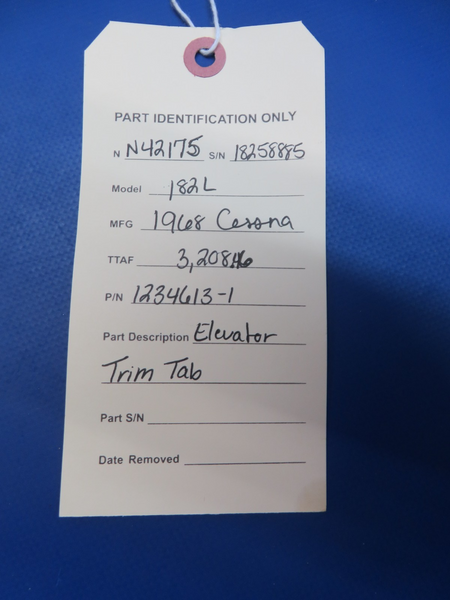 PART IDENTIFICATION ONLY
N N42175 S/N 18258885
Model 182L
MFG 1968 Cessna
TTAF 3,208.46
P/N 1234613-1
Part Description Elevator
Trim Tab
Part S/N
Date Removed